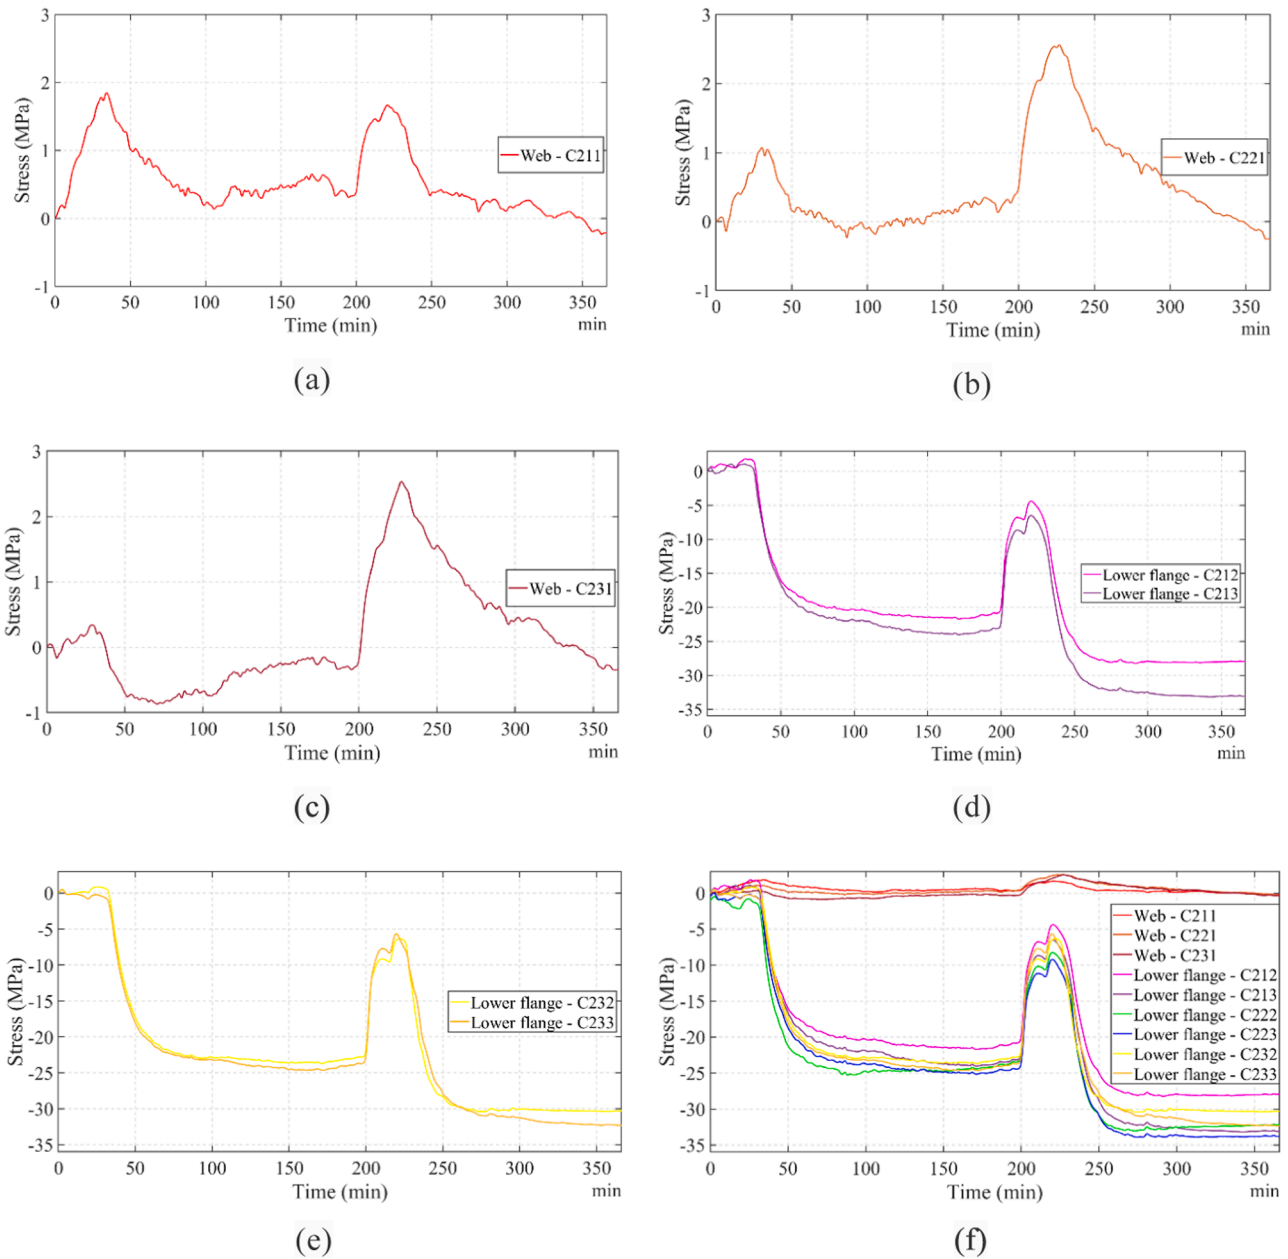 3
2
1
0
-1
Stress (MPa)
Web - C211
0 50 100 150 200 250 300 350
Time (min)
min
(a)
3
2
1
0
-1
Stress (MPa)
Web - C221
0 50 100 150 200 250 300 350
Time (min)
min
(b)
3
2
1
0
-1
Stress (MPa)
Web - C231
0 50 100 150 200 250 300 350
Time (min)
min
(c)
0
-5
-10
-15
-20
-25
-30
-35
Stress (MPa)
Lower flange - C212
Lower flange - C213
0 50 100 150 200 250 300 350
Time (min)
min
(d)
0
-5
-10
-15
-20
-25
-30
-35
Stress (MPa)
Lower flange - C232
Lower flange - C233
0 50 100 150 200 250 300 350
Time (min)
min
(e)
0
-5
-10
-15
-20
-25
-30
-35
Stress (MPa)
Web - C211
Web - C221
Web - C231
Lower flange - C212
Lower flange - C213
Lower flange - C222
Lower flange - C223
Lower flange - C232
Lower flange - C233
0 50 100 150 200 250 300 350
Time (min)
min
(f)